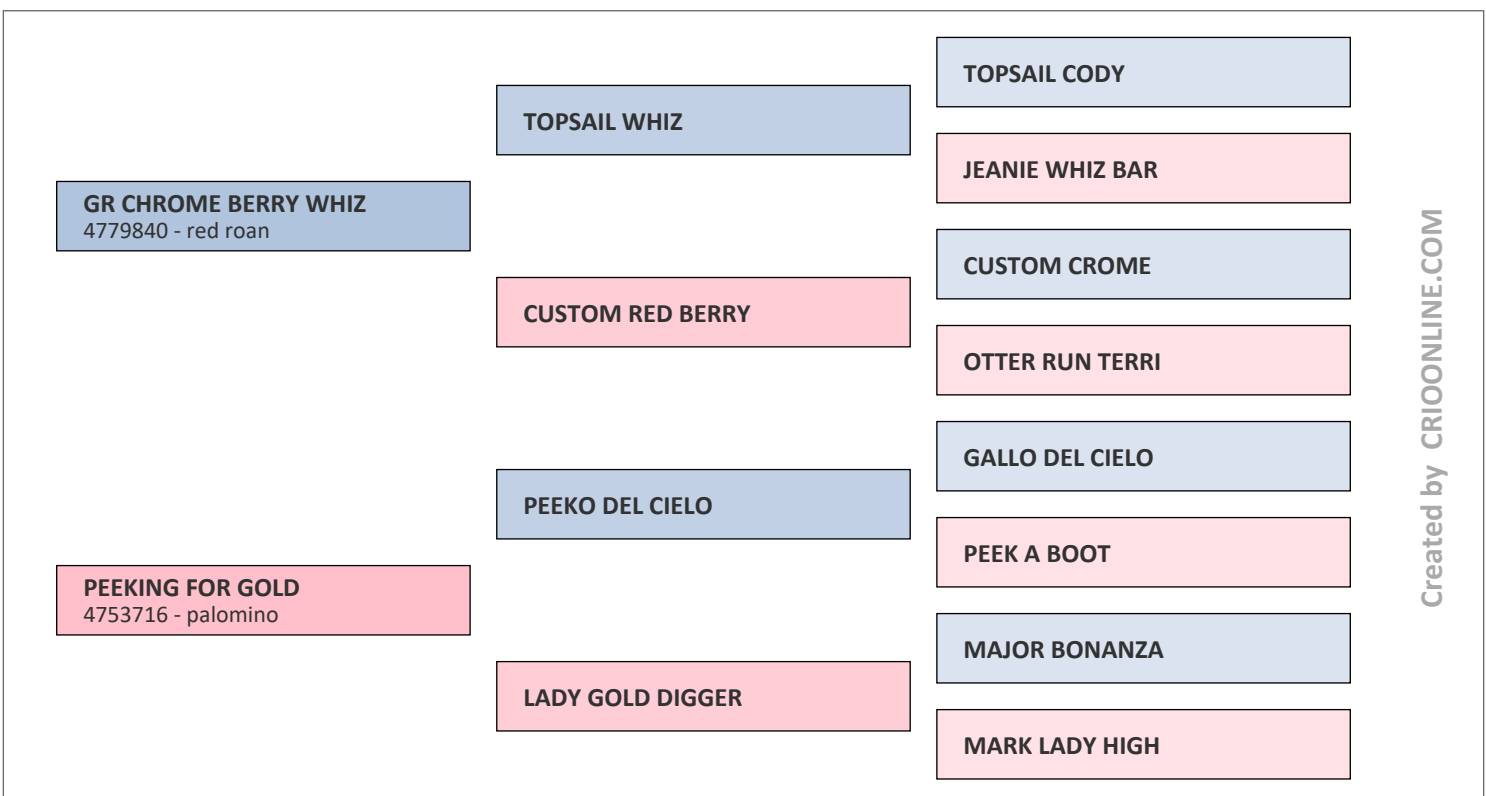 TOPSAIL CODY
TOPSAIL WHIZ
JEANIE WHIZ BAR
GR CHROME BERRY WHIZ
4779840 - red roan
CUSTOM CROME
CUSTOM RED BERRY
OTTER RUN TERRI
GALLO DEL CIELO
PEEKO DEL CIELO
PEEK A BOOT
PEEKING FOR GOLD
4753716 - palomino
MAJOR BONANZA
LADY GOLD DIGGER
MARK LADY HIGH
Created by CRIOONLINE.COM